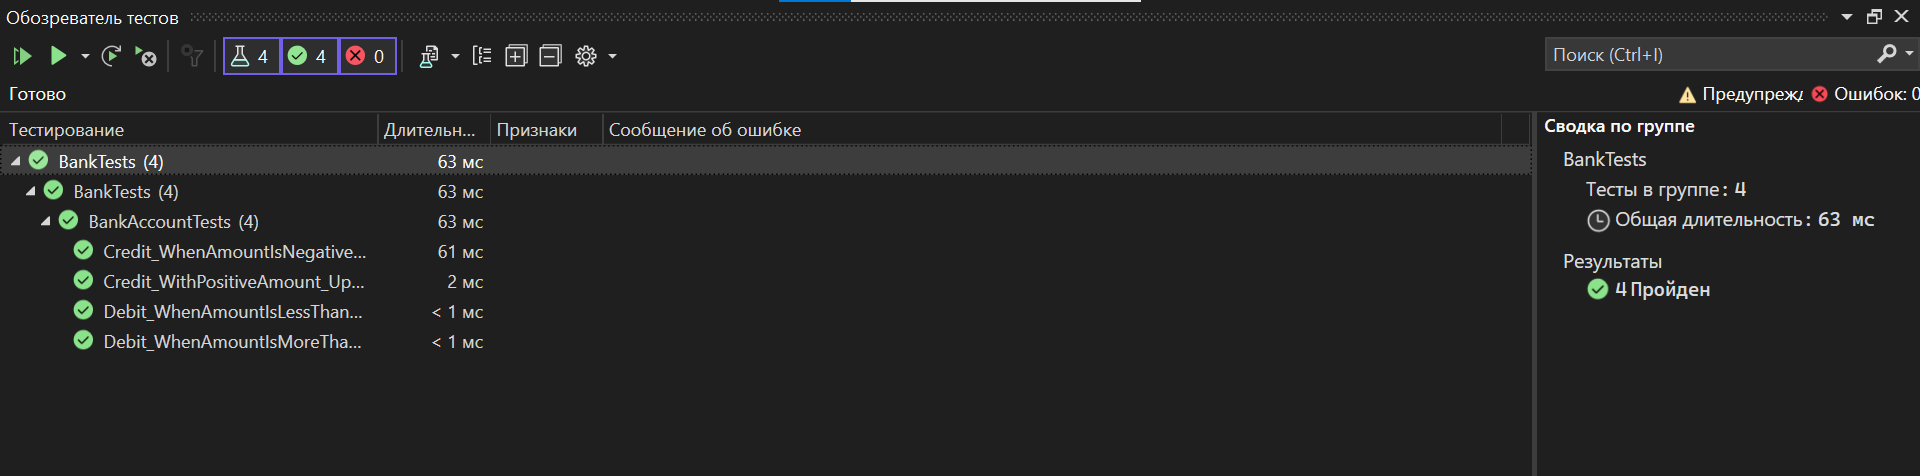 Обозреватель тестов
4 4 0
Поиск (Ctrl+I)
Готово
Предупрежд Ошибок: 0
Тестирование Длительн... Признаки Сообщение об ошибке
BankTests (4) 63 мс
BankTests (4) 63 мс
BankAccountTests (4) 63 мс
Credit_WhenAmountIsNegative... 61 мс
Credit_WithPositiveAmount_Up... 2 мс
Debit_WhenAmountIsLessThan... < 1 мс
Debit_WhenAmountIsMoreTha... < 1 мс
Сводка по группе
BankTests
Тесты в группе: 4
Общая длительность: 63 мс
Результаты
4 Пройден